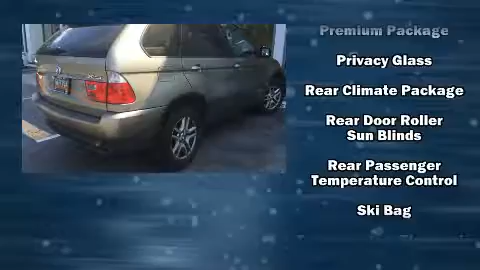 Premium Package
Privacy Glass
Rear Climate Package
Rear Door Roller
Sun Blinds
Rear Passenger
Temperature Control
Ski Bag